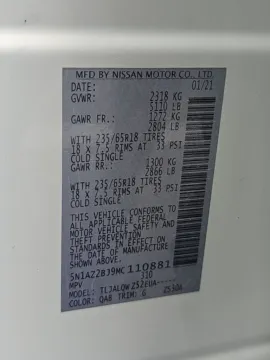 MFD BY NISSAN MOTOR CO., LTD.
DATE: 01/21
GVWR: 2318 KG
5110 LB
GAWR FR.: 1272 KG
2804 LB
WITH 235/65R18 TIRES
18 X 7.5 RIMS AT 33 PSI
COLD SINGLE
GAWR RR.: 1300 KG
2866 LB
WITH 235/65R18 TIRES
18 X 7.5 RIMS AT 33 PSI
COLD SINGLE
THIS VEHICLE CONFORMS TO ALL APPLICABLE
FEDERAL MOTOR VEHICLE SAFETY AND
THEFT PREVENTION STANDARDS IN EFFECT ON
THE DATE OF MANUFACTURE SHOWN ABOVE.
5N1AZ2BJ9MC110881
MPV 310
MODEL:
COLOR: QAB TRIM: G